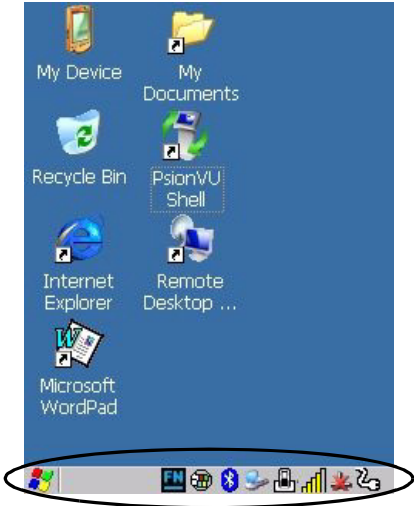 My Device
My
Documents
Recycle Bin
PsionVU
Shell
Internet
Explorer
Remote
Desktop ...
Microsoft
WordPad
FN